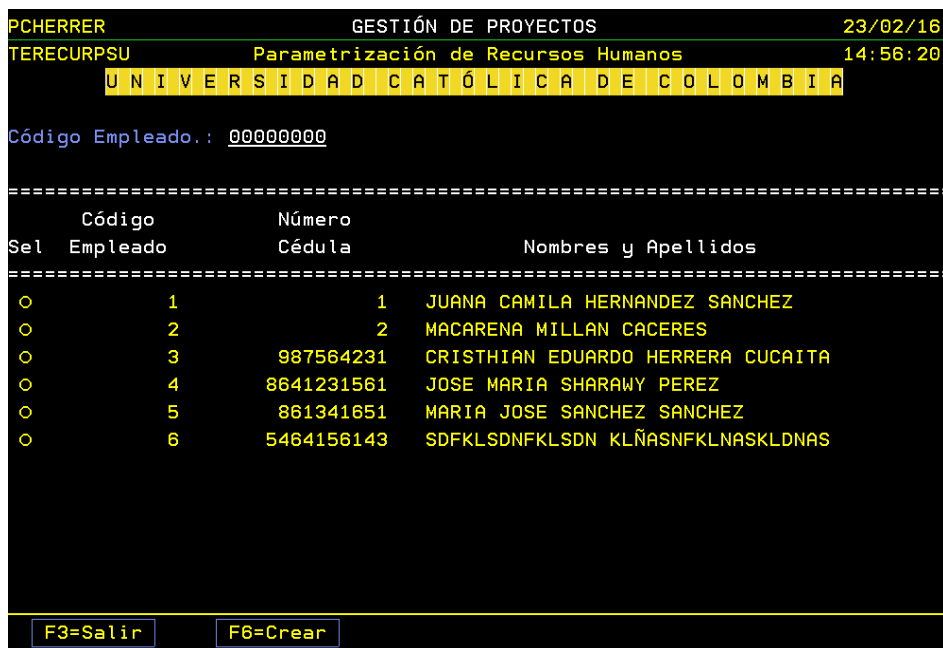 PCHERRER GESTIÓN DE PROYECTOS 23/02/16
TERECURPSU Parametrización de Recursos Humanos 14:56:20
U N I V E R S I D A D C A T Ó L I C A D E C O L O M B I A
Código Empleado.: 00000000
================================================================================
Código Número
Sel Empleado Cédula Nombres y Apellidos
================================================================================
1 1 JUANA CAMILA HERNANDEZ SANCHEZ
2 2 MACARENA MILLAN CACERES
3 987564231 CRISTHIAN EDUARDO HERRERA CUCAITA
4 8641231561 JOSE MARIA SHARAWY PEREZ
5 861341651 MARIA JOSE SANCHEZ SANCHEZ
6 5464156143 SDFKLSDNFKLSDN KLÑASNFKLNASKLDNAS
F3=Salir F6=Crear